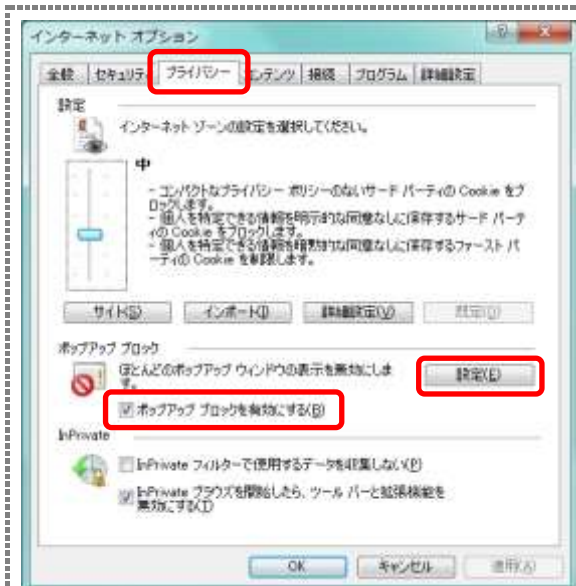 インターネット オプション
全般 セキュリティ プライバシー コンテンツ 接続 プログラム 詳細設定
設定
インターネット ゾーンの設定を選択してください。
中
- コンパクトなプライバシー ポリシーのないサード パーティの Cookie をブ
ロックします。
- 個人を特定できる情報を明示的な同意なしに保存するサード パーテ
ィの Cookie をブロックします。
- 個人を特定できる情報を暗黙的な同意なしに保存するファースト パ
ーティの Cookie を制限します。
サイト(S) インポート(I) 詳細設定(V) 既定(D)
ポップアップ ブロック
ほとんどのポップアップ ウィンドウの表示を無効にしま
す。
設定(E)
ポップアップ ブロックを有効にする(B)
InPrivate
InPrivate フィルターで使用するデータを収集しない(P)
InPrivate ブラウズを開始したら、ツール バーと拡張機能を
無効にする(T)
OK キャンセル 適用(A)